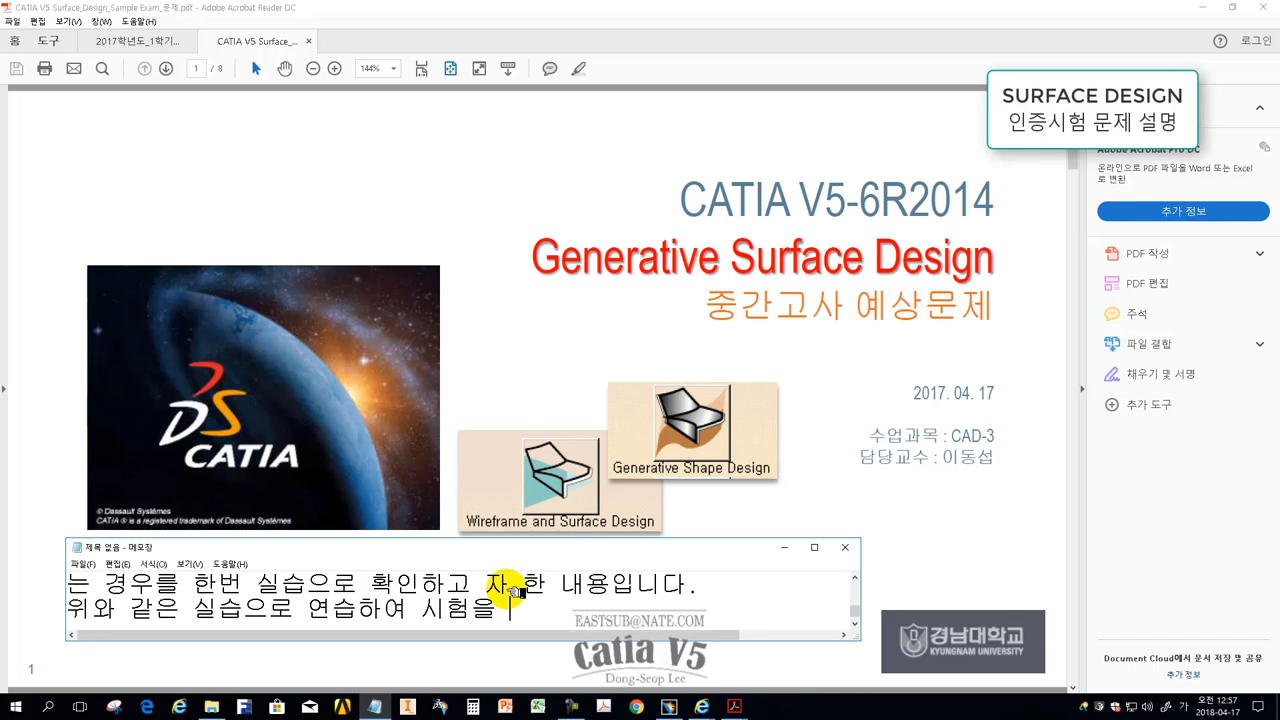 CATIA V5 Surface_Design_Sample Exam_문제.pdf - Adobe Acrobat Reader DC
파일 편집 보기(V) 창(W) 도움말(H)
홈 도구 2017학년도_1학기... CATIA V5 Surface_... ×
로그인
1 / 8 144%
SURFACE DESIGN
인증시험 문제 설명
Adobe Acrobat Pro DC
온라인으로 PDF 파일을 Word 또는 Excel
로 변환
추가 정보
PDF 작성
PDF 편집
주석
파일 결합
채우기 및 서명
추가 도구
CATIA V5-6R2014
Generative Surface Design
중간고사 예상문제
2017. 04. 17
수업과목 : CAD-3
담당교수 : 이동섭
DS
CATIA
© Dassault Systèmes
CATIA ® is a registered trademark of Dassault Systèmes
Generative Shape Design
Wireframe and Surface Design
제목 없음 - 메모장
파일(F) 편집(E) 서식(O) 보기(V) 도움말(H)
는 경우를 한번 실습으로 확인하고 자 한 내용입니다.
위와 같은 실습으로 연습하여 시험을
EASTSUB@NATE.COM
Catia V5
Dong-Seop Lee
경남대학교
KYUNGNAM UNIVERSITY
1
Document Cloud에서 문서 저장 및 공유
추가 정보
가 오전 12:57
2018-04-17